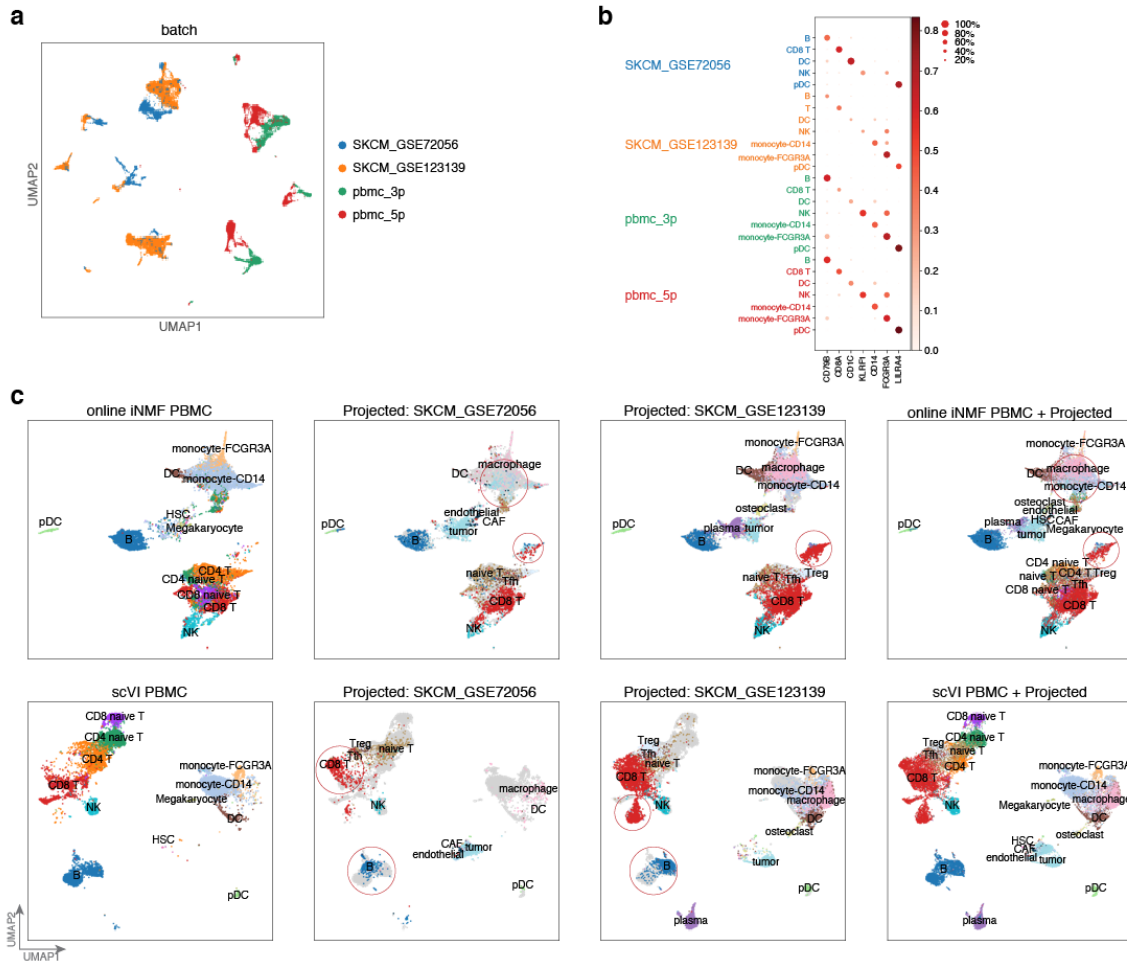 a
batch
UMAP2
UMAP1
SKCM_GSE72056
SKCM_GSE123139
pbmc_3p
pbmc_5p
b
SKCM_GSE72056
SKCM_GSE123139
pbmc_3p
pbmc_5p
B
CD8 T
DC
NK
pDC
B
T
DC
NK
monocyte-CD14
monocyte-FCGR3A
pDC
B
CD8 T
DC
NK
monocyte-CD14
monocyte-FCGR3A
pDC
B
CD8 T
DC
NK
monocyte-CD14
monocyte-FCGR3A
pDC
CD79B
CD8A
CD1C
KLRF1
CD14
FCGR3A
LILRA4
0.8
0.7
0.6
0.5
0.4
0.3
0.2
0.1
0.0
100%
80%
60%
40%
20%
c
online iNMF PBMC
monocyte-FCGR3A
DC
monocyte-CD14
HSC
pDC
Megakaryocyte
B
CD4 T
CD4 naive T
CD8 naive T
CD8 T
NK
Projected: SKCM_GSE72056
macrophage
DC
endothelial
pDC
CAF
B
tumor
naive T
Tfh
CD8 T
NK
Projected: SKCM_GSE123139
monocyte-FCGR3A
macrophage
DC
monocyte-CD14
osteoclast
pDC
plasma
tumor
B
naive T
Treg
Tfh
CD8 T
NK
online iNMF PBMC + Projected
monocyte-FCGR3A
macrophage
DC
monocyte-CD14
osteoclast
endothelial
pDC
plasma
HSC
CAF
Megakaryocyte
tumor
B
CD4 naive T
naive T
CD4 T
Treg
Tfh
CD8 naive T
CD8 T
NK
scVI PBMC
CD8 naive T
CD4 naive T
CD4 T
monocyte-FCGR3A
CD8 T
monocyte-CD14
Megakaryocyte
NK
DC
HSC
B
pDC
UMAP2
UMAP1
Projected: SKCM_GSE72056
Treg
naive T
Tfh
CD8 T
macrophage
NK
DC
CAF
tumor
endothelial
B
pDC
Projected: SKCM_GSE123139
Treg
Tfh
naive T
CD8 T
monocyte-FCGR3A
monocyte-CD14
macrophage
NK
DC
osteoclast
B
tumor
pDC
plasma
scVI PBMC + Projected
CD8 naive T
CD4 naive T
Treg
naive T
Tfh
CD4 T
CD8 T
monocyte-FCGR3A
monocyte-CD14
macrophage
Megakaryocyte
NK
DC
osteoclast
HSC
CAF
endothelial
tumor
B
pDC
plasma